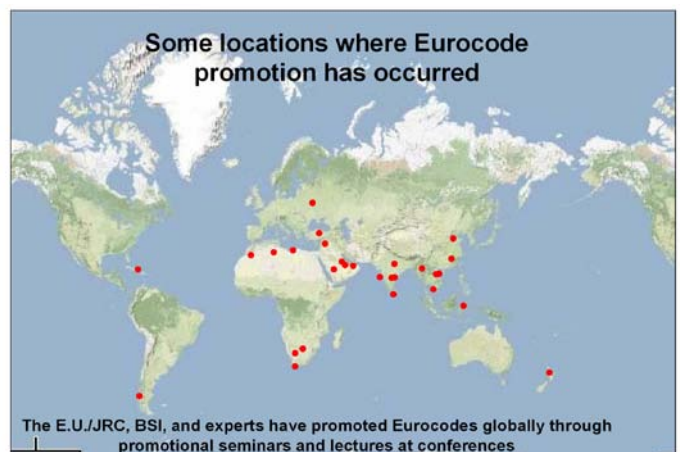 Some locations where Eurocode
promotion has occurred
The E.U./JRC, BSI, and experts have promoted Eurocodes globally through
promotional seminars and lectures at conferences